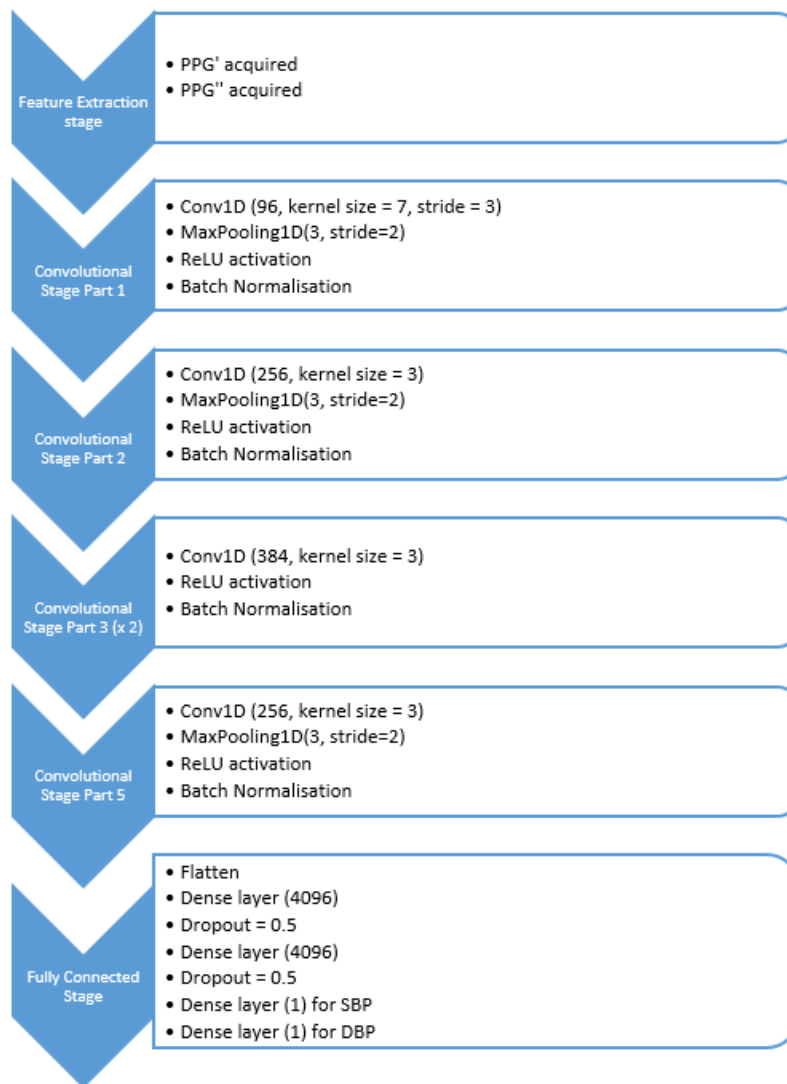 Feature Extraction
stage
• PPG' acquired
• PPG'' acquired
Convolutional
Stage Part 1
• Conv1D (96, kernel size = 7, stride = 3)
• MaxPooling1D(3, stride=2)
• ReLU activation
• Batch Normalisation
Convolutional
Stage Part 2
• Conv1D (256, kernel size = 3)
• MaxPooling1D(3, stride=2)
• ReLU activation
• Batch Normalisation
Convolutional
Stage Part 3 (x 2)
• Conv1D (384, kernel size = 3)
• ReLU activation
• Batch Normalisation
Convolutional
Stage Part 5
• Conv1D (256, kernel size = 3)
• MaxPooling1D(3, stride=2)
• ReLU activation
• Batch Normalisation
Fully Connected
Stage
• Flatten
• Dense layer (4096)
• Dropout = 0.5
• Dense layer (4096)
• Dropout = 0.5
• Dense layer (1) for SBP
• Dense layer (1) for DBP